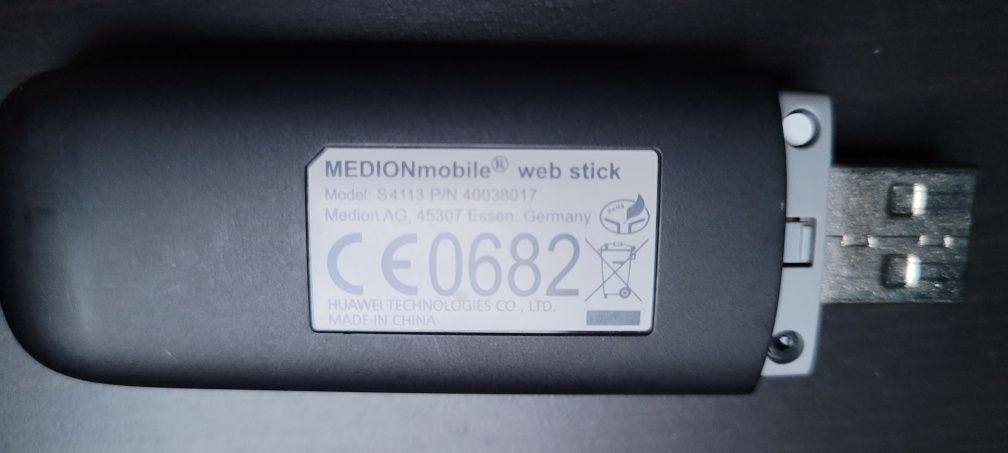 MEDIONmobile® web stick
Model: S4113 P/N 40038017
Medion AG, 45307 Essen. Germany
RoHS
CE0682
HUAWEI TECHNOLOGIES CO., LTD.
MADE IN CHINA